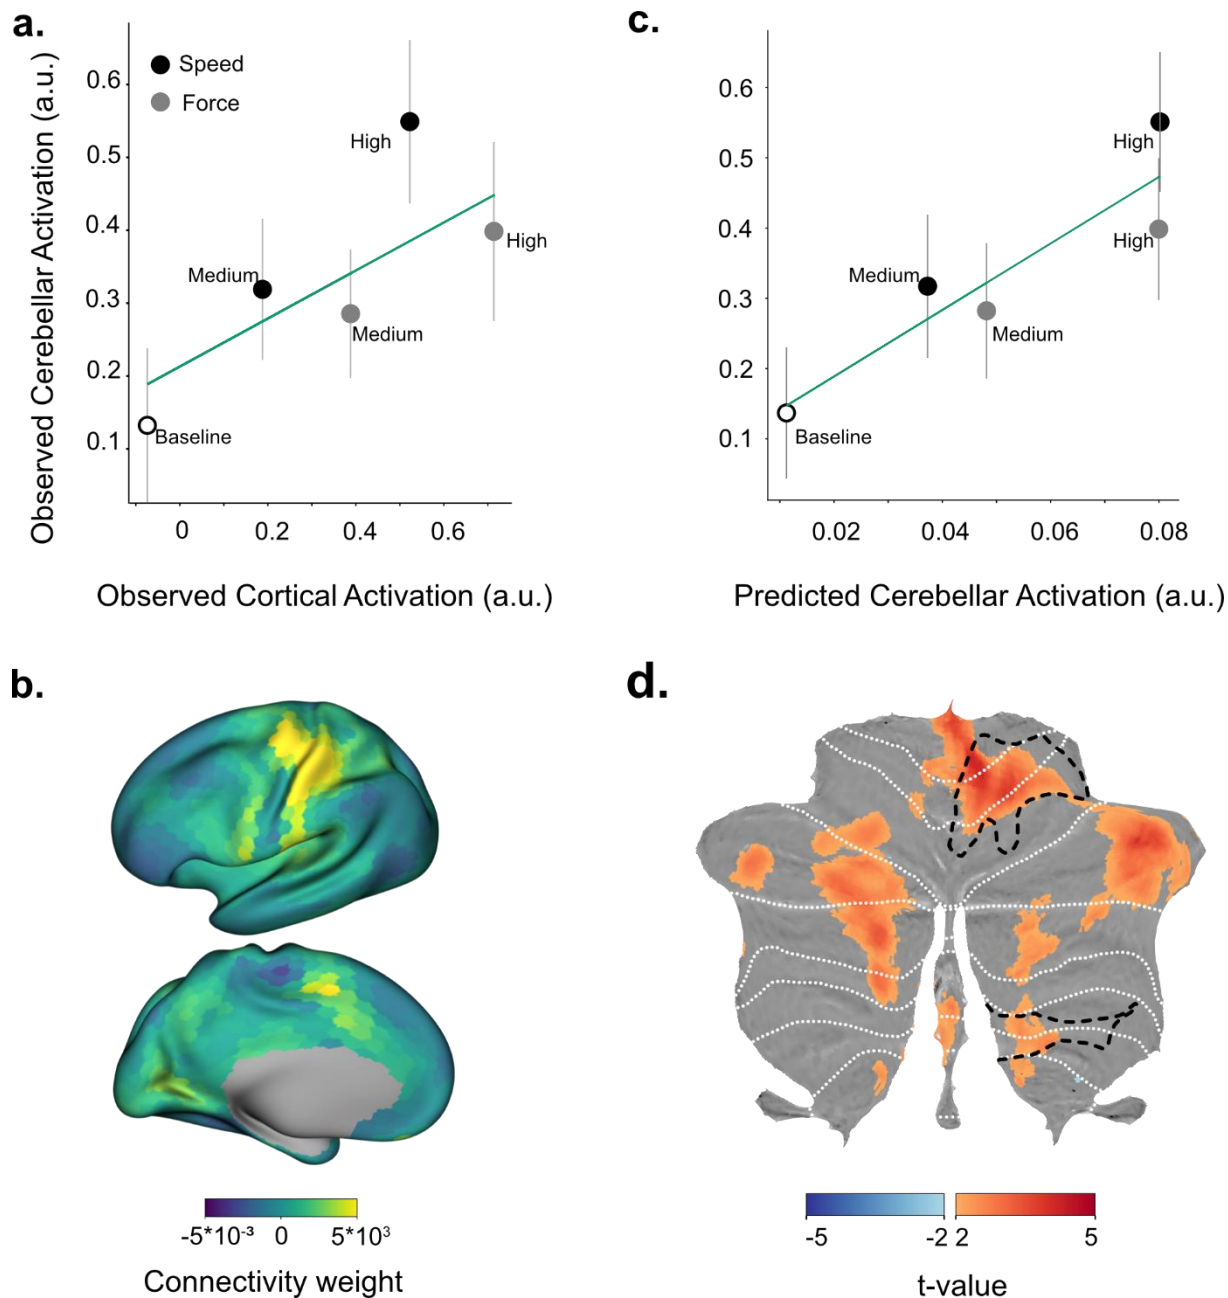 a.
Observed Cerebellar Activation (a.u.)
Speed
Force
0.6
0.5
0.4
0.3
0.2
0.1
High
High
Medium
Medium
Baseline
0
0.2
0.4
0.6
Observed Cortical Activation (a.u.)
c.
0.6
0.5
0.4
0.3
0.2
0.1
High
High
Medium
Medium
Baseline
0.02
0.04
0.06
0.08
Predicted Cerebellar Activation (a.u.)
b.
-5*10⁻³
0
5*10³
Connectivity weight
d.
-5
-2
2
5
t-value